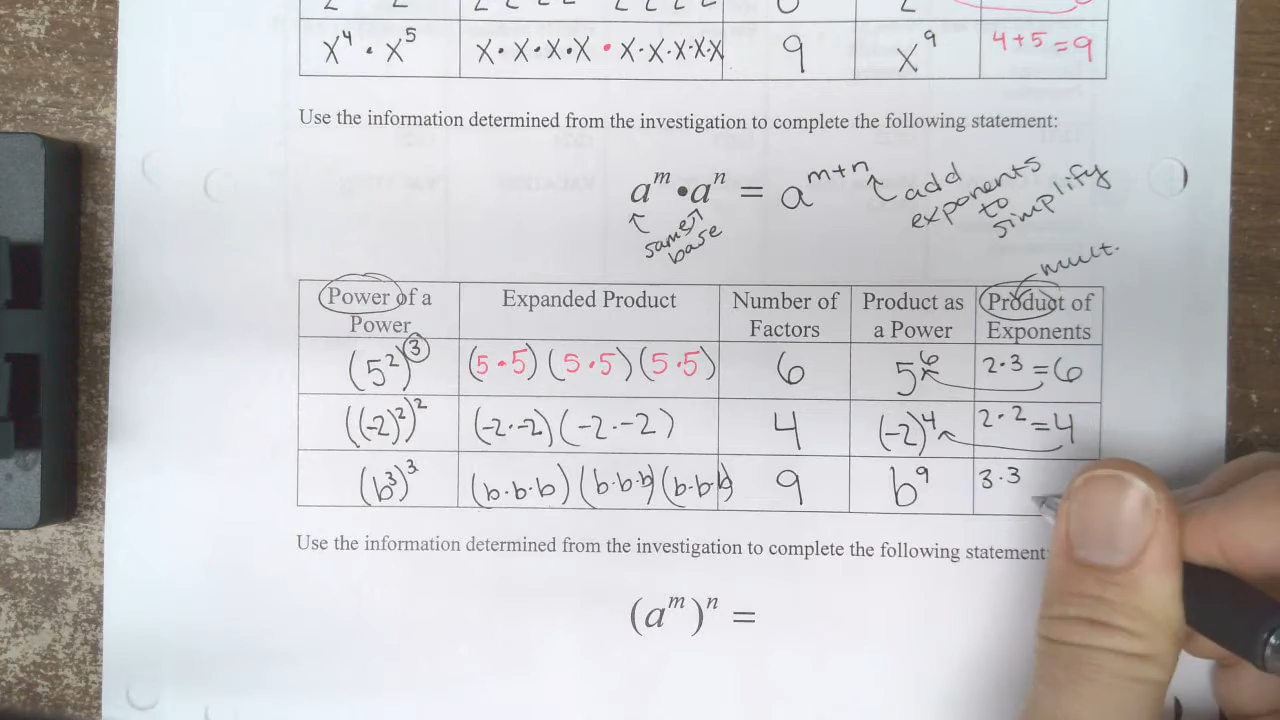 x⁴ · x⁵ x·x·x·x · x·x·x·x·x 9 x⁹ 4+5=9
Use the information determined from the investigation to complete the following statement:
aᵐ • aⁿ = aᵐ⁺ⁿ add exponents to simplify
same base
mult.
Power of a Power Expanded Product Number of Factors Product as a Power Product of Exponents
(5²)³ (5·5)(5·5)(5·5) 6 5⁶ 2·3=6
((-2)²)² (-2·-2)(-2·-2) 4 (-2)⁴ 2·2=4
(b³)³ (b·b·b)(b·b·b)(b·b·b) 9 b⁹ 3·3
Use the information determined from the investigation to complete the following statement
(aᵐ)ⁿ =